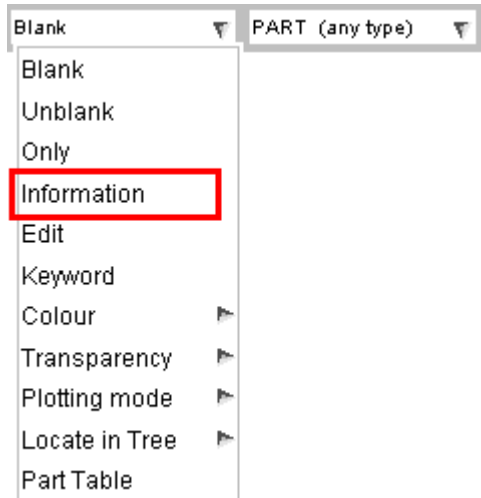 Blank PART (any type)
Blank
Unblank
Only
Information
Edit
Keyword
Colour
Transparency
Plotting mode
Locate in Tree
Part Table